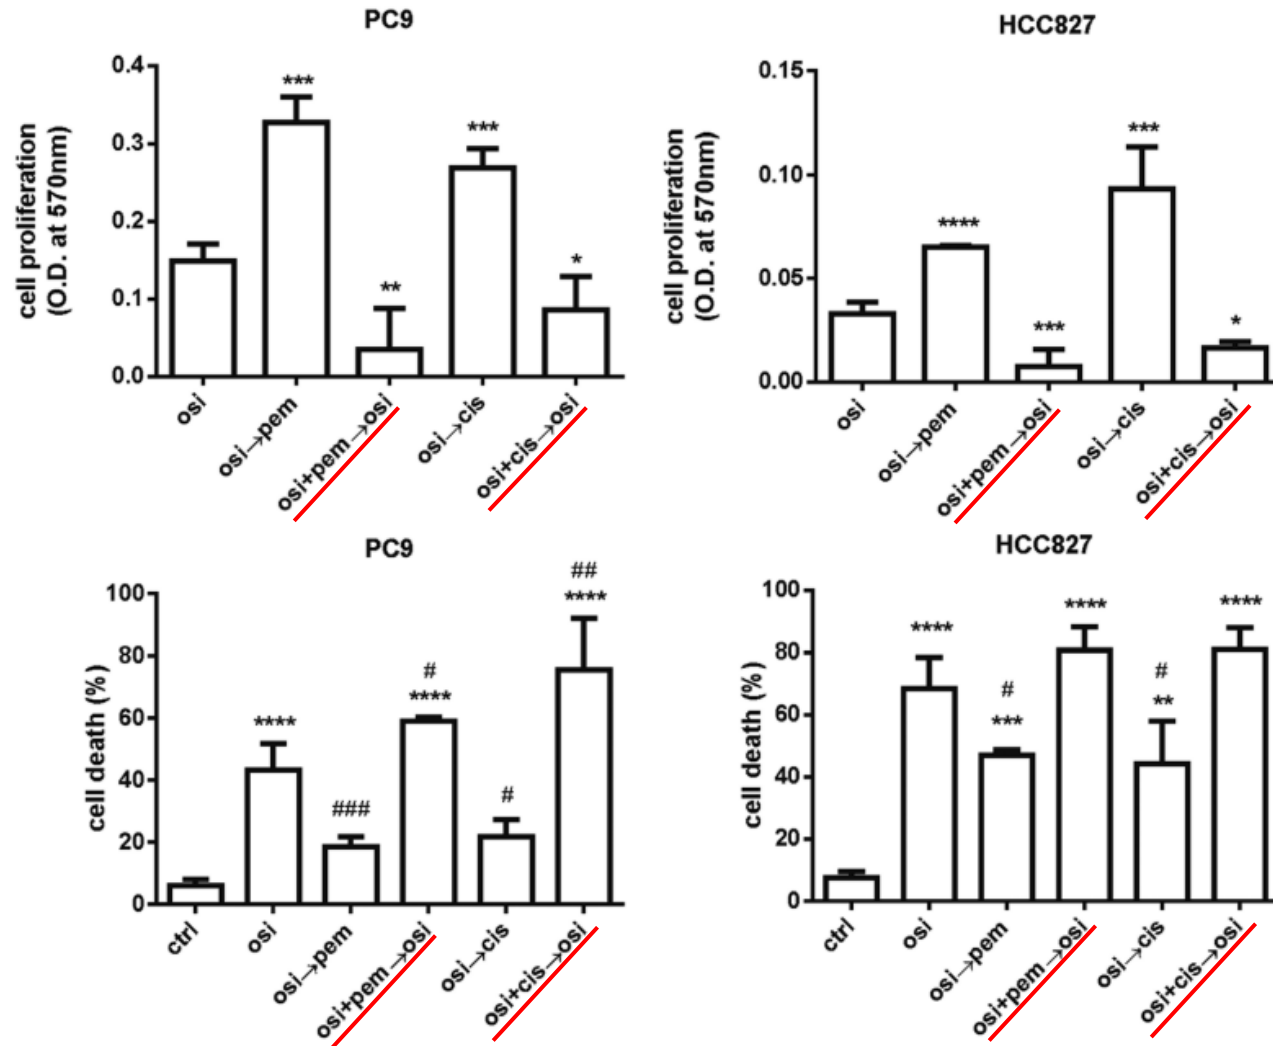 PC9
cell proliferation
(O.D. at 570nm)
0.4
0.3
0.2
0.1
0.0
***
**
***
*
osi
osi→pem
osi+pem→osi
osi→cis
osi+cis→osi
HCC827
cell proliferation
(O.D. at 570nm)
0.15
0.10
0.05
0.00
****
***
***
*
osi
osi→pem
osi+pem→osi
osi→cis
osi+cis→osi
PC9
cell death (%)
100
80
60
40
20
0
****
###
#
****
#
##
****
ctrl
osi
osi→pem
osi+pem→osi
osi→cis
osi+cis→osi
HCC827
cell death (%)
100
80
60
40
20
0
****
#
***
****
#
**
****
ctrl
osi
osi→pem
osi+pem→osi
osi→cis
osi+cis→osi